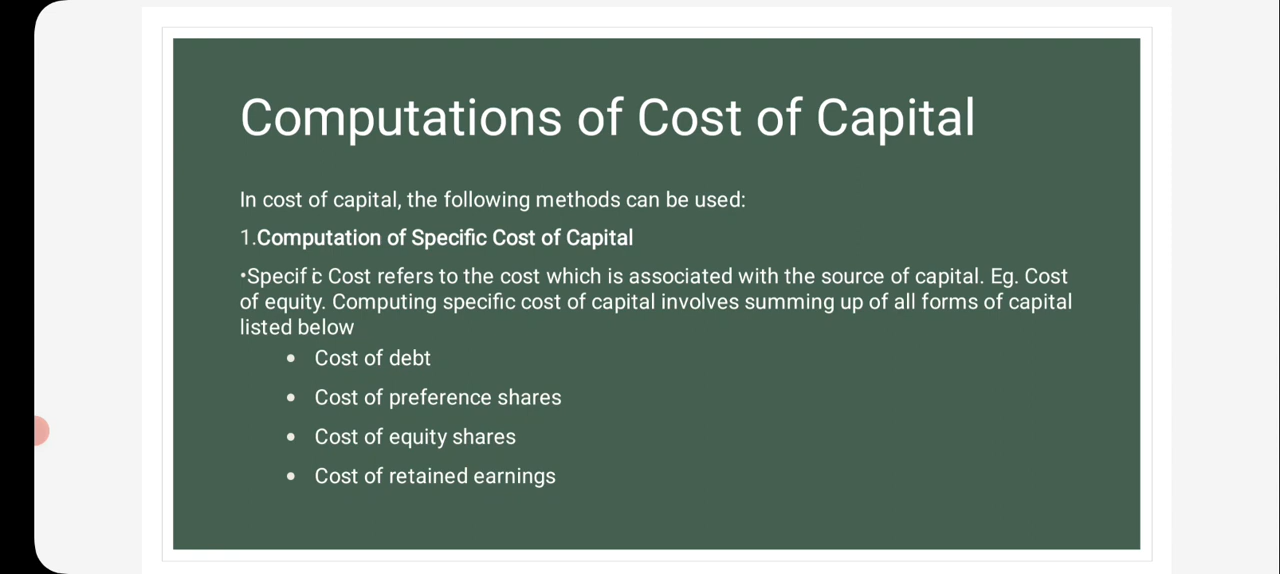 Computations of Cost of Capital
In cost of capital, the following methods can be used:
1.Computation of Specific Cost of Capital
•Specific Cost refers to the cost which is associated with the source of capital. Eg. Cost
of equity. Computing specific cost of capital involves summing up of all forms of capital
listed below
• Cost of debt
• Cost of preference shares
• Cost of equity shares
• Cost of retained earnings